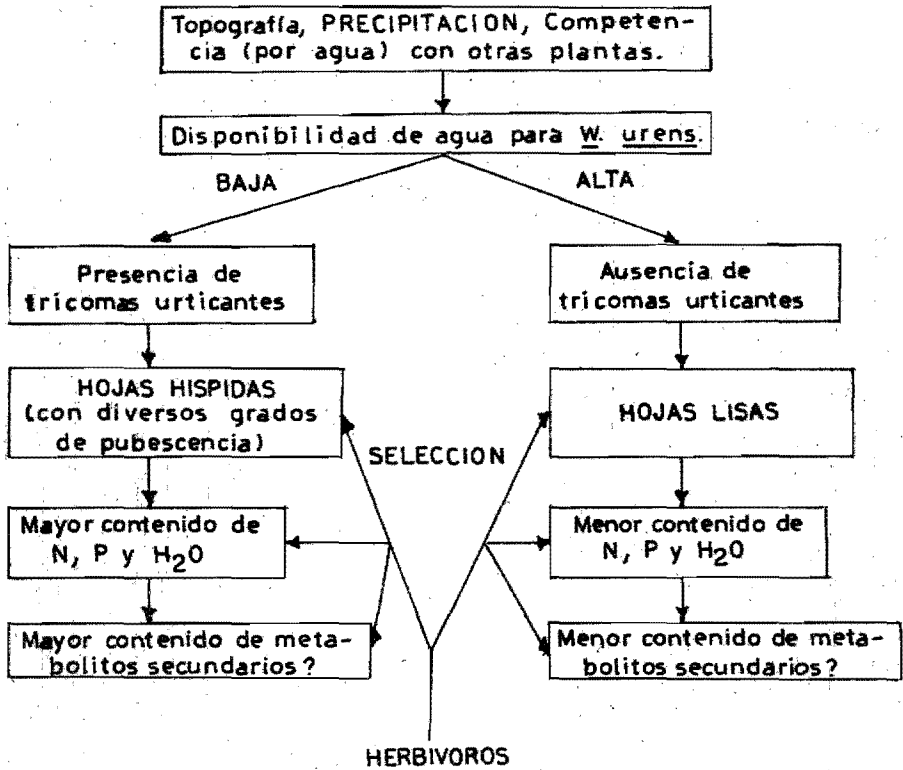 Topografía, PRECIPITACION, Competen-
cia (por agua) con otras plantas.
Disponibilidad de agua para W. urens.
BAJA
ALTA
Presencia de
tricomas urticantes
Ausencia de
tricomas urticantes
HOJAS HISPIDAS
(con diversos grados
de pubescencia)
HOJAS LISAS
SELECCION
Mayor contenido de
N, P y H2O
Menor contenido de
N, P y H2O
Mayor contenido de meta-
bolitos secundarios?
Menor contenido de meta-
bolitos secundarios?
HERBIVOROS